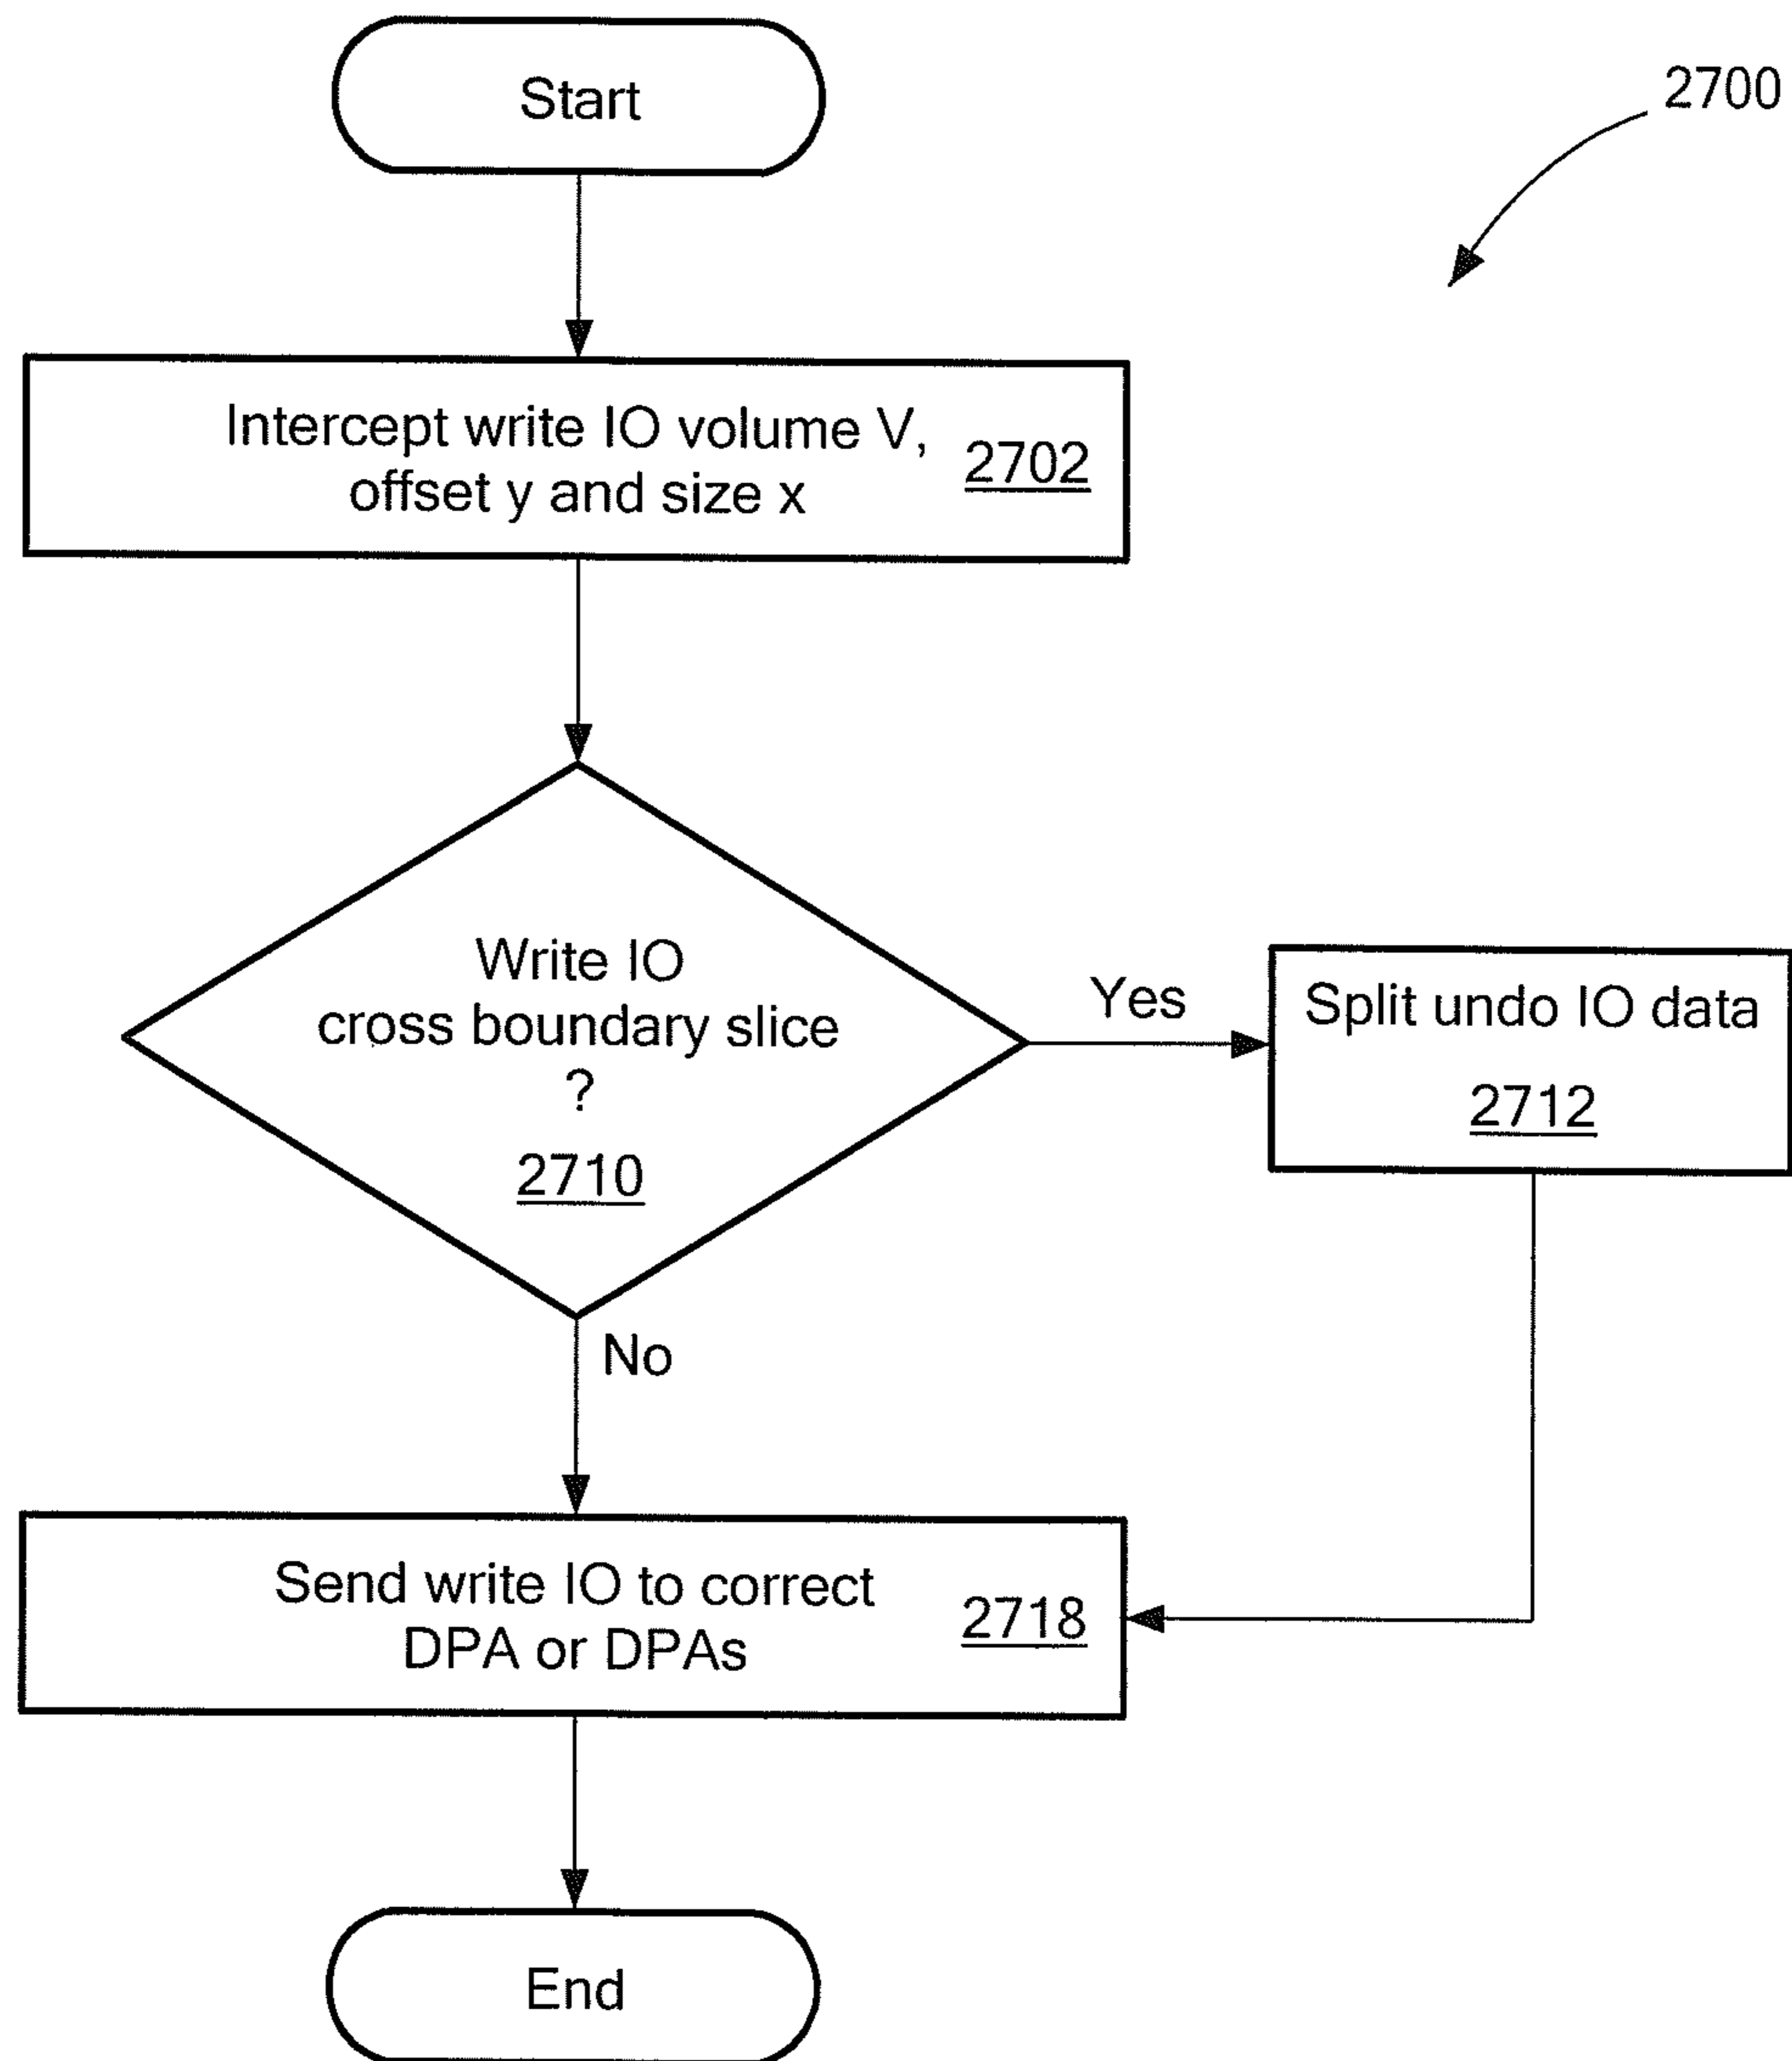 Start
2700
Intercept write IO volume V,
offset y and size x
2702
Write IO
cross boundary slice
?
2710
Yes
Split undo IO data
2712
No
Send write IO to correct
DPA or DPAs
2718
End